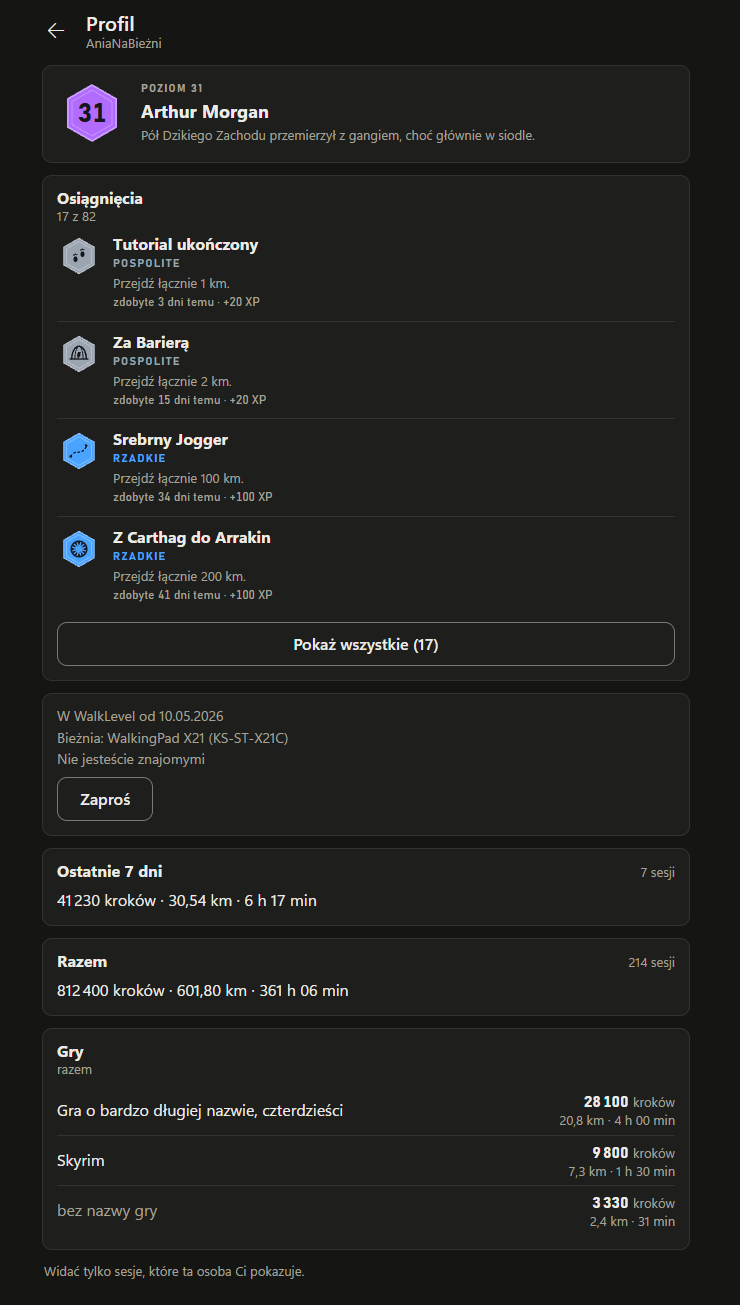 Profil
AniaNaBieżni
31
POZIOM 31
Arthur Morgan
Pół Dzikiego Zachodu przemierzył z gangiem, choć głównie w siodle.
Osiągnięcia
17 z 82
Tutorial ukończony
POSPOLITE
Przejdź łącznie 1 km.
zdobyte 3 dni temu · +20 XP
Za Barierą
POSPOLITE
Przejdź łącznie 2 km.
zdobyte 15 dni temu · +20 XP
Srebrny Jogger
RZADKIE
Przejdź łącznie 100 km.
zdobyte 34 dni temu · +100 XP
Z Carthag do Arrakin
RZADKIE
Przejdź łącznie 200 km.
zdobyte 41 dni temu · +100 XP
Pokaż wszystkie (17)
W WalkLevel od 10.05.2026
Bieżnia: WalkingPad X21 (KS-ST-X21C)
Nie jesteście znajomymi
Zaproś
Ostatnie 7 dni
7 sesji
41 230 kroków · 30,54 km · 6 h 17 min
Razem
214 sesji
812 400 kroków · 601,80 km · 361 h 06 min
Gry
razem
Gra o bardzo długiej nazwie, czterdzieści
28 100 kroków
20,8 km · 4 h 00 min
Skyrim
9 800 kroków
7,3 km · 1 h 30 min
bez nazwy gry
3 330 kroków
2,4 km · 31 min
Widać tylko sesje, które ta osoba Ci pokazuje.